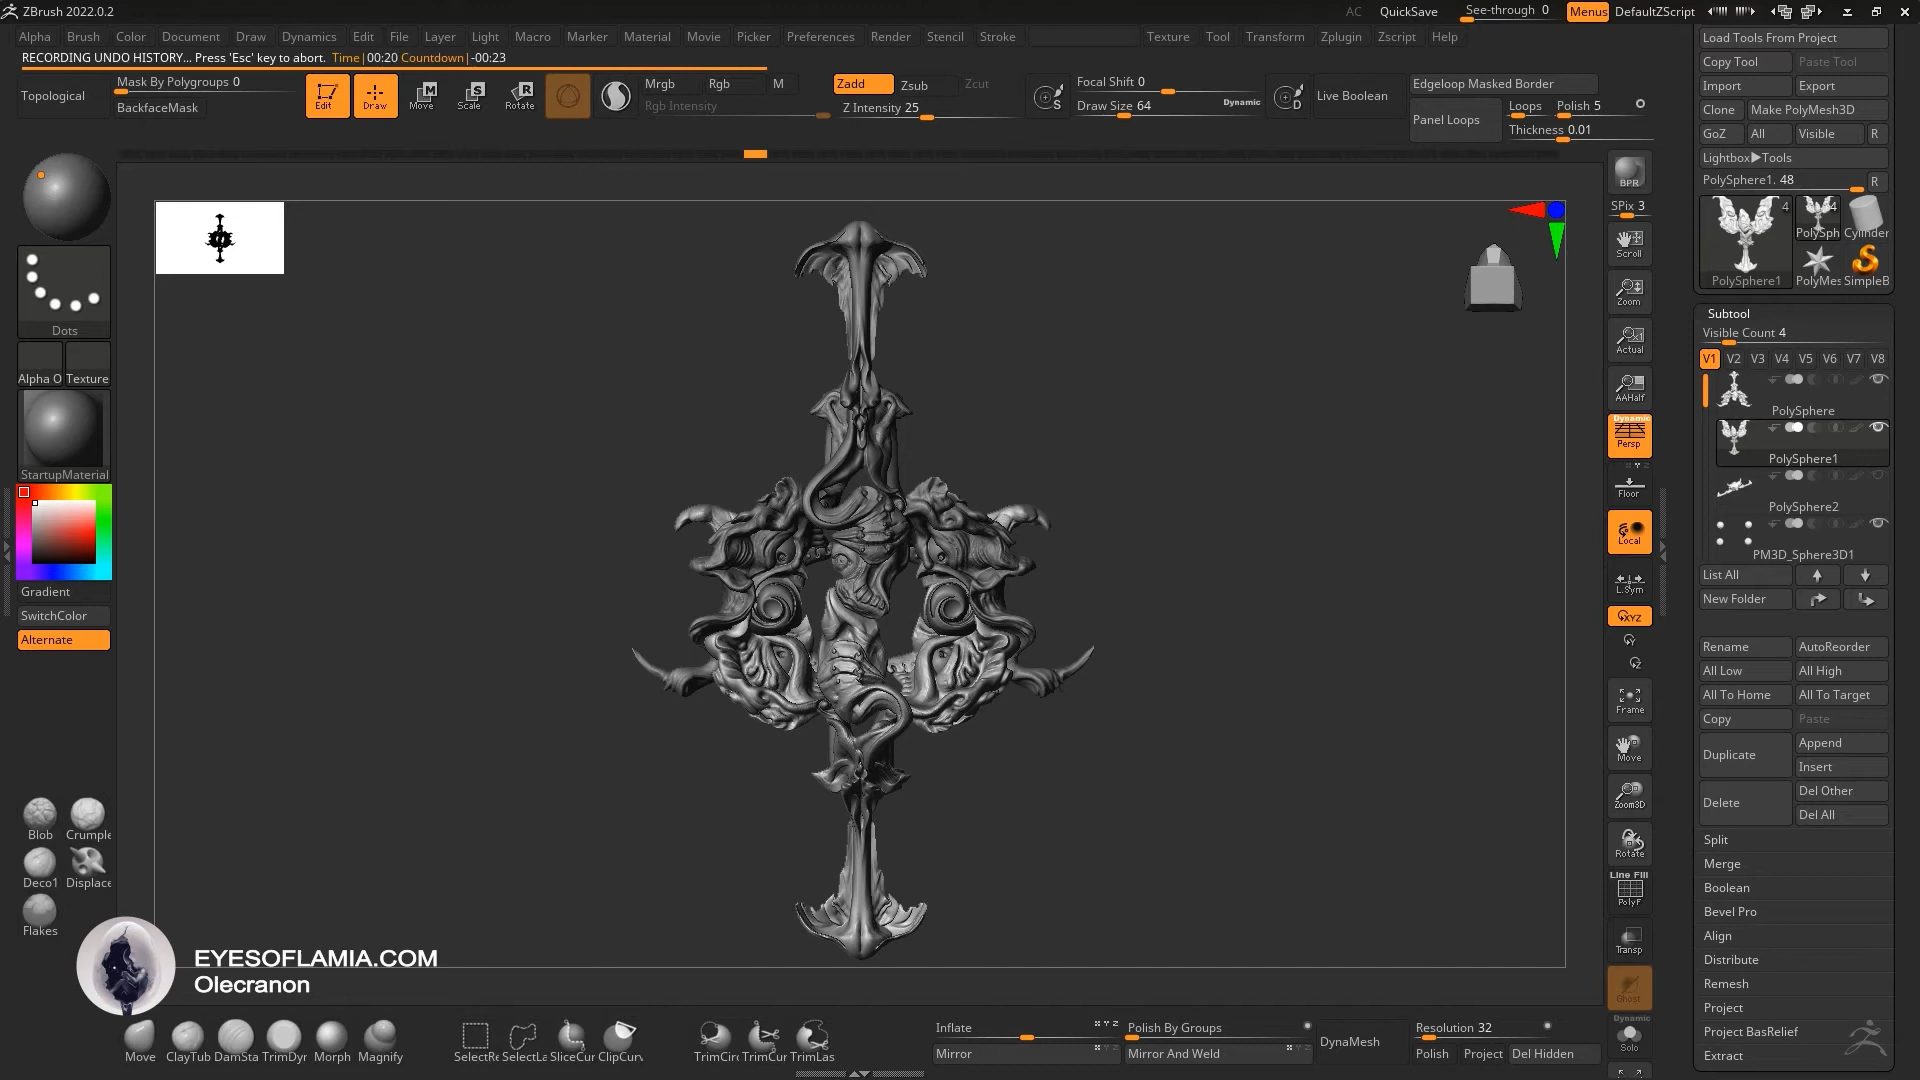 ZBrush 2022.0.2
AC QuickSave See-through 0 Menus DefaultZScript
Alpha Brush Color Document Draw Dynamics Edit File Layer Light Macro Marker Material Movie Picker Preferences Render Stencil Stroke Texture Tool Transform Zplugin Zscript Help
RECORDING UNDO HISTORY... Press 'Esc' key to abort. Time|00:20 Countdown|-00:23
Topological
Mask By Polygroups 0
BackfaceMask
Edit
Draw
Move
Scale
Rotate
Mrgb Rgb M
Rgb Intensity
Zadd Zsub Zcut
Z Intensity 25
Focal Shift 0
Draw Size 64 Dynamic
Live Boolean
Edgeloop Masked Border
Panel Loops
Loops Polish 5
Thickness 0.01
Dots
Alpha O Texture
StartupMaterial
Gradient
SwitchColor
Alternate
Blob Crumple
Deco1 Displace
Flakes
EYESOFLAMIA.COM
Olecranon
Move ClayTub DamSta TrimDyr Morph Magnify
SelectRe SelectLa SliceCur ClipCurv
TrimCirc TrimCur TrimLas
Inflate
Mirror
Polish By Groups
Mirror And Weld
DynaMesh
Resolution 32
Polish Project Del Hidden
BPR
SPix 3
Scroll
Zoom
Actual
AAHalf
Dynamic
Persp
Floor
Local
L.Sym
XYZ
Frame
Move
Zoom3D
Rotate
Line Fill
PolyF
Transp
Ghost
Dynamic
Solo
Load Tools From Project
Copy Tool Paste Tool
Import Export
Clone Make PolyMesh3D
GoZ All Visible R
Lightbox▶Tools
PolySphere1. 48 R
4
4
PolySph Cylinder
PolySphere1 PolyMes SimpleB
Subtool
Visible Count 4
V1 V2 V3 V4 V5 V6 V7 V8
PolySphere
PolySphere1
PolySphere2
PM3D_Sphere3D1
List All
New Folder
Rename AutoReorder
All Low All High
All To Home All To Target
Copy Paste
Duplicate Append
Insert
Delete Del Other
Del All
Split
Merge
Boolean
Bevel Pro
Align
Distribute
Remesh
Project
Project BasRelief
Extract